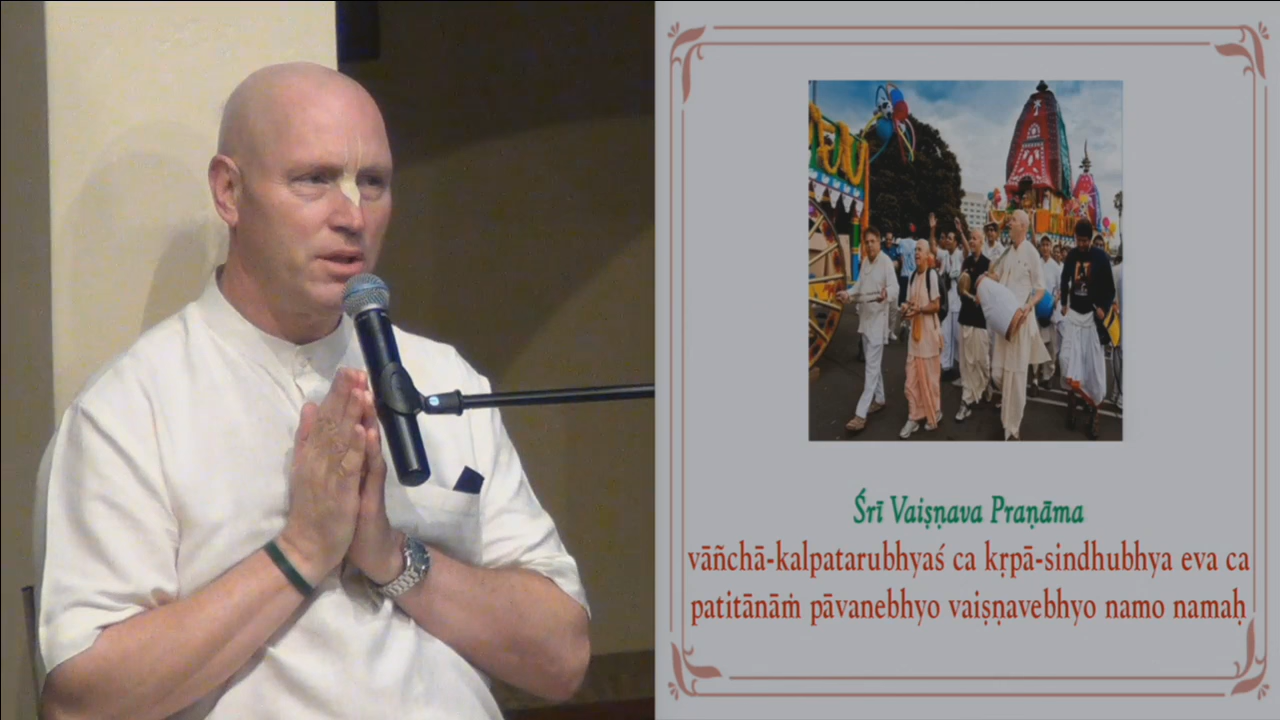 Śrī Vaiṣṇava Praṇāma
vāñchā-kalpatarubhyaś ca kṛpā-sindhubhya eva ca
patitānāṁ pāvanebhyo vaiṣṇavebhyo namo namaḥ